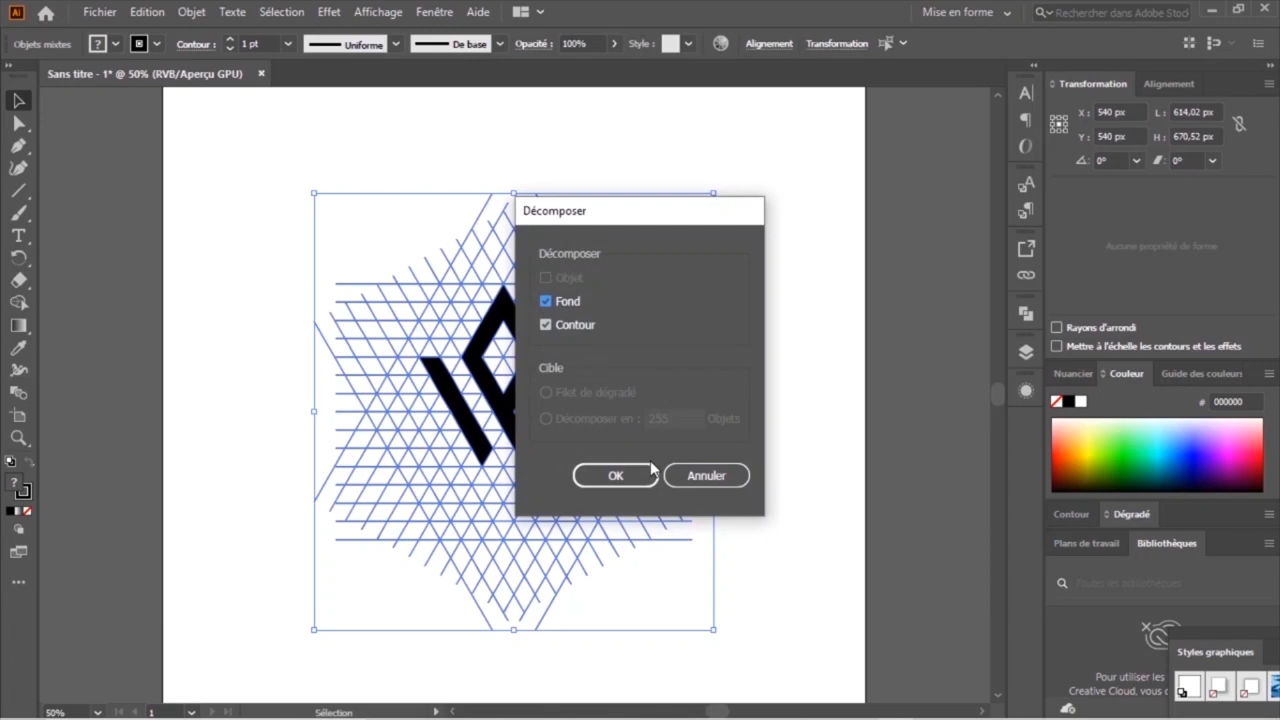 Ai Fichier Edition Objet Texte Sélection Effet Affichage Fenêtre Aide Mise en forme Rechercher dans Adobe Stock
Objets mixtes ? Contour : 1 pt Uniforme De base Opacité : 100% Style : Alignement Transformation
Sans titre - 1* @ 50% (RVB/Aperçu GPU) ×
Transformation Alignement
X : 540 px L : 614,02 px
Y : 540 px H : 670,52 px
0° 0°
Aucune propriété de forme
Rayons d'arrondi
Mettre à l'échelle les contours et les effets
Nuancier Couleur Guide des couleurs
# 000000
Contour Dégradé
Plans de travail Bibliothèques
Toutes les bibliothèques
Styles graphiques
Pour utiliser les
Creative Cloud, vous
Décomposer
Décomposer
Objet
Fond
Contour
Cible
Filet de dégradé
Décomposer en : 255 Objets
OK Annuler
50% 1 Sélection